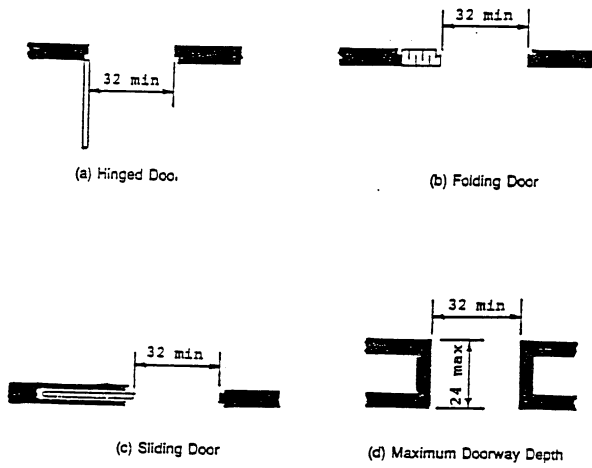 32 min
32 min
(a) Hinged Doo.
(b) Folding Door
32 min
32 min
24 max
(c) Sliding Door
(d) Maximum Doorway Depth